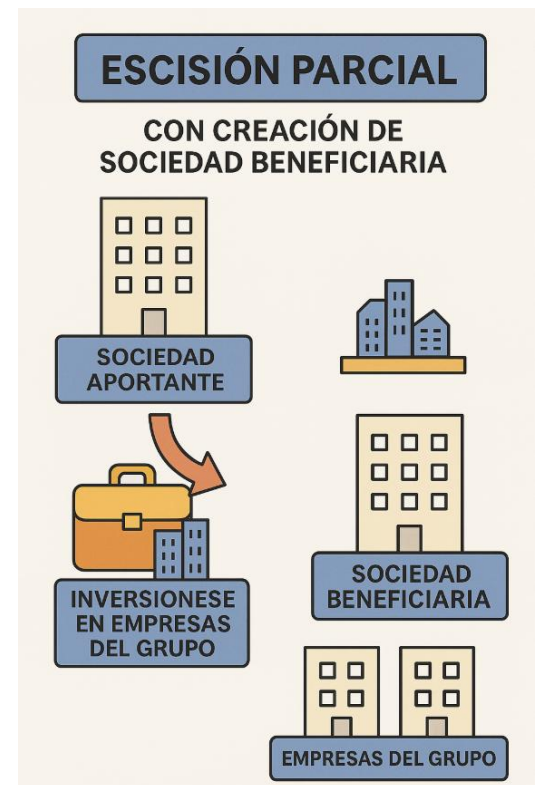 ESCISIÓN PARCIAL
CON CREACIÓN DE
SOCIEDAD BENEFICIARIA
SOCIEDAD
APORTANTE
INVERSIONESE
EN EMPRESAS
DEL GRUPO
SOCIEDAD
BENEFICIARIA
EMPRESAS DEL GRUPO